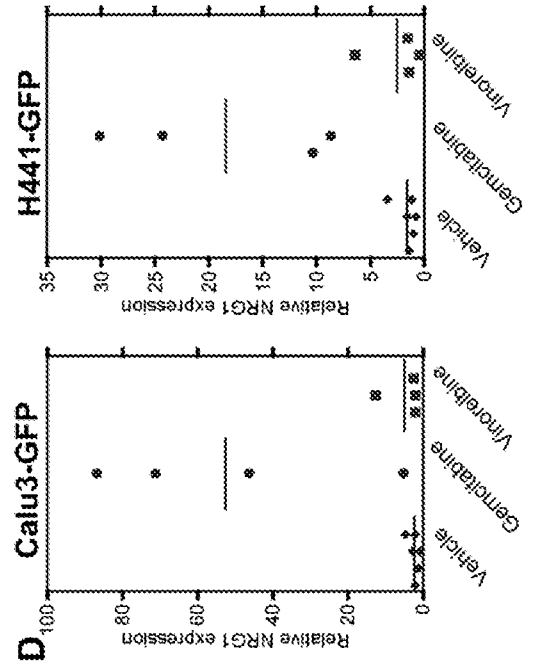 D
Calu3-GFP
Relative NRG1 expression
100
80
60
40
20
0
Vehicle
Gemcitabine
Vinorelbine
H441-GFP
Relative NRG1 expression
35
30
25
20
15
10
5
0
Vehicle
Gemcitabine
Vinorelbine